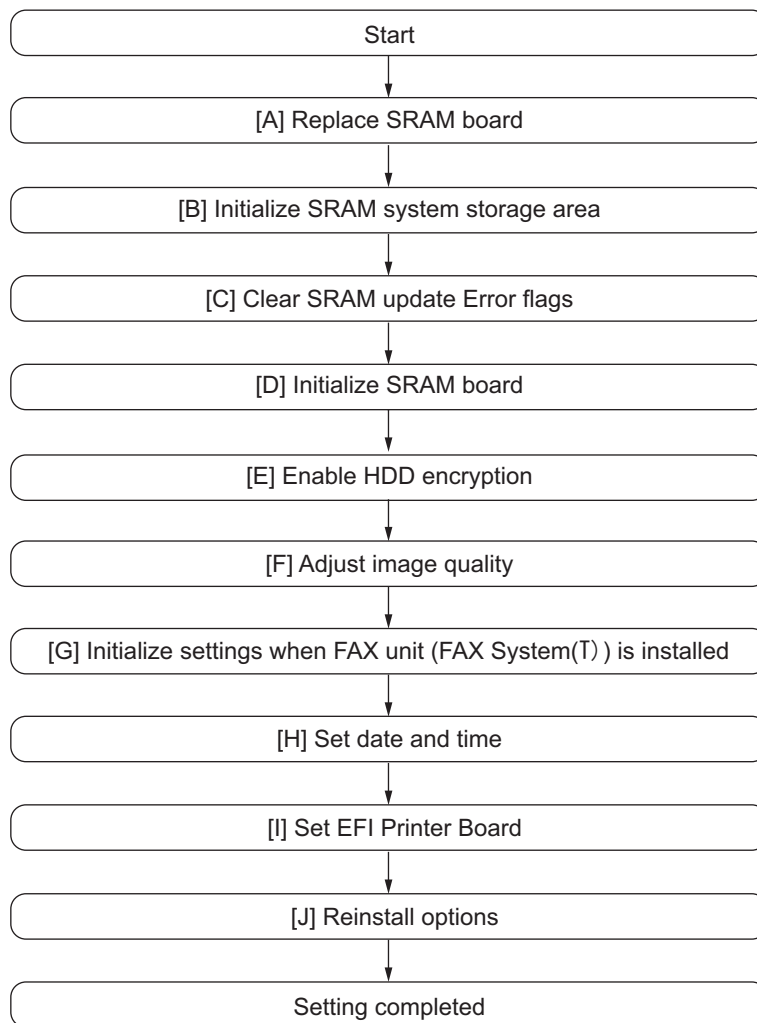 Start
[A] Replace SRAM board
[B] Initialize SRAM system storage area
[C] Clear SRAM update Error flags
[D] Initialize SRAM board
[E] Enable HDD encryption
[F] Adjust image quality
[G] Initialize settings when FAX unit (FAX System(T)) is installed
[H] Set date and time
[I] Set EFI Printer Board
[J] Reinstall options
Setting completed